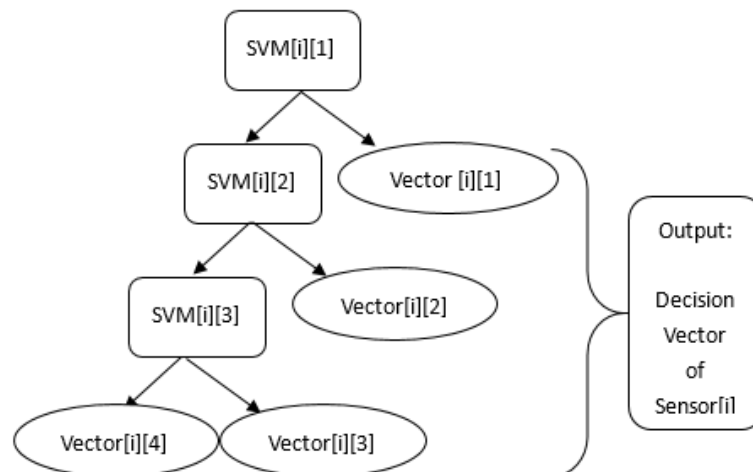 SVM[i][1]
SVM[i][2]
Vector [i][1]
SVM[i][3]
Vector[i][2]
Vector[i][4]
Vector[i][3]
Output:
Decision
Vector
of
Sensor[i]